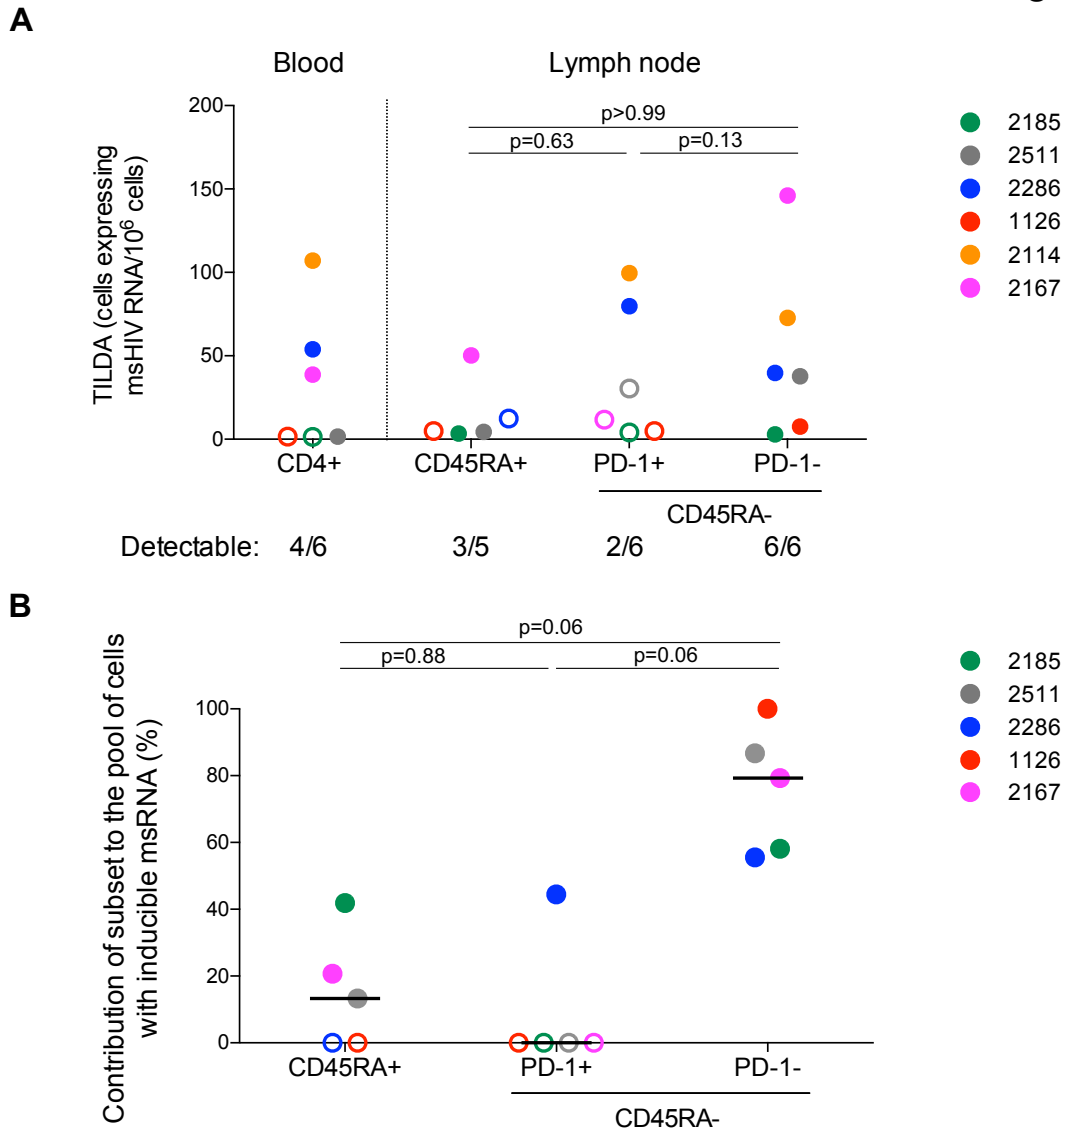 A
Blood
Lymph node
TILDA (cells expressing
msHIV RNA/10⁶ cells)
200
150
100
50
0
p>0.99
p=0.63
p=0.13
CD4+
CD45RA+
PD-1+
PD-1-
CD45RA-
Detectable:
4/6
3/5
2/6
6/6
2185
2511
2286
1126
2114
2167
B
Contribution of subset to the pool of cells
with inducible msRNA (%)
100
80
60
40
20
0
p=0.06
p=0.88
p=0.06
CD45RA+
PD-1+
PD-1-
CD45RA-
2185
2511
2286
1126
2167